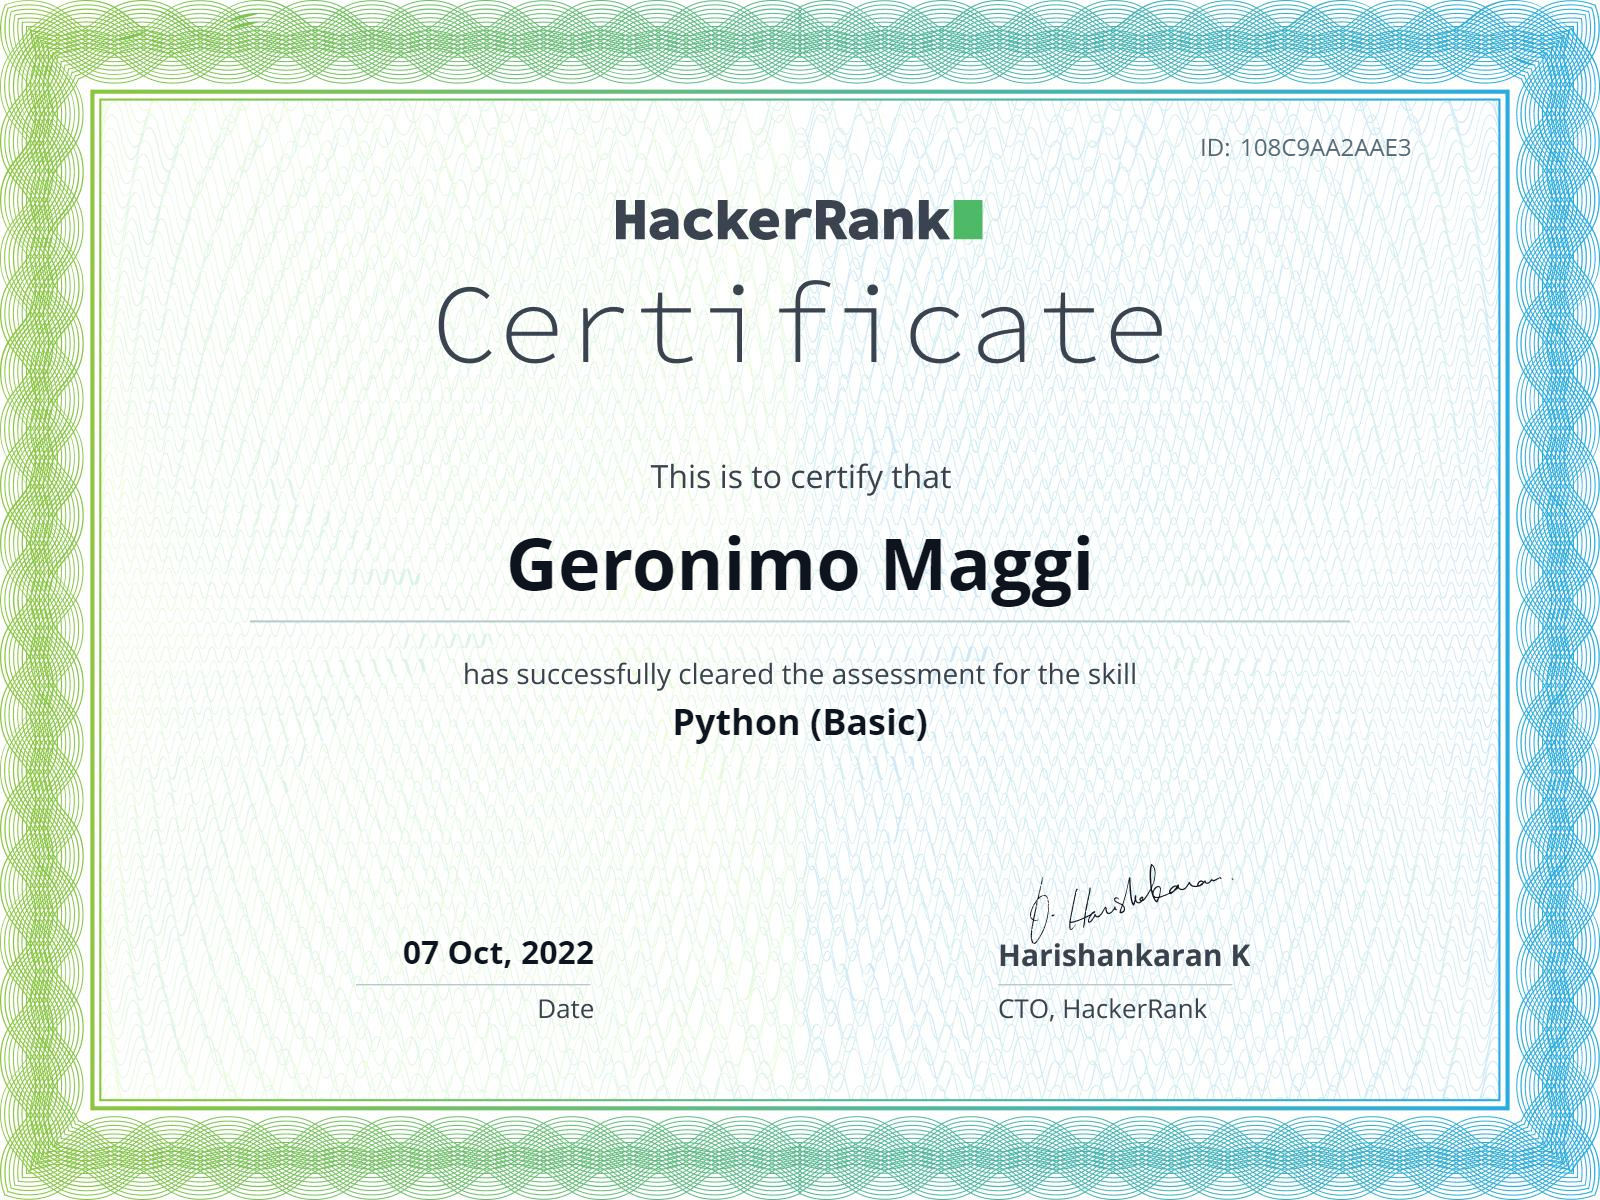 ID: 108C9AA2AAE3
HackerRank
Certificate
This is to certify that
Geronimo Maggi
has successfully cleared the assessment for the skill
Python (Basic)
J. Harishekaran
07 Oct, 2022
Harishankaran K
Date
CTO, HackerRank